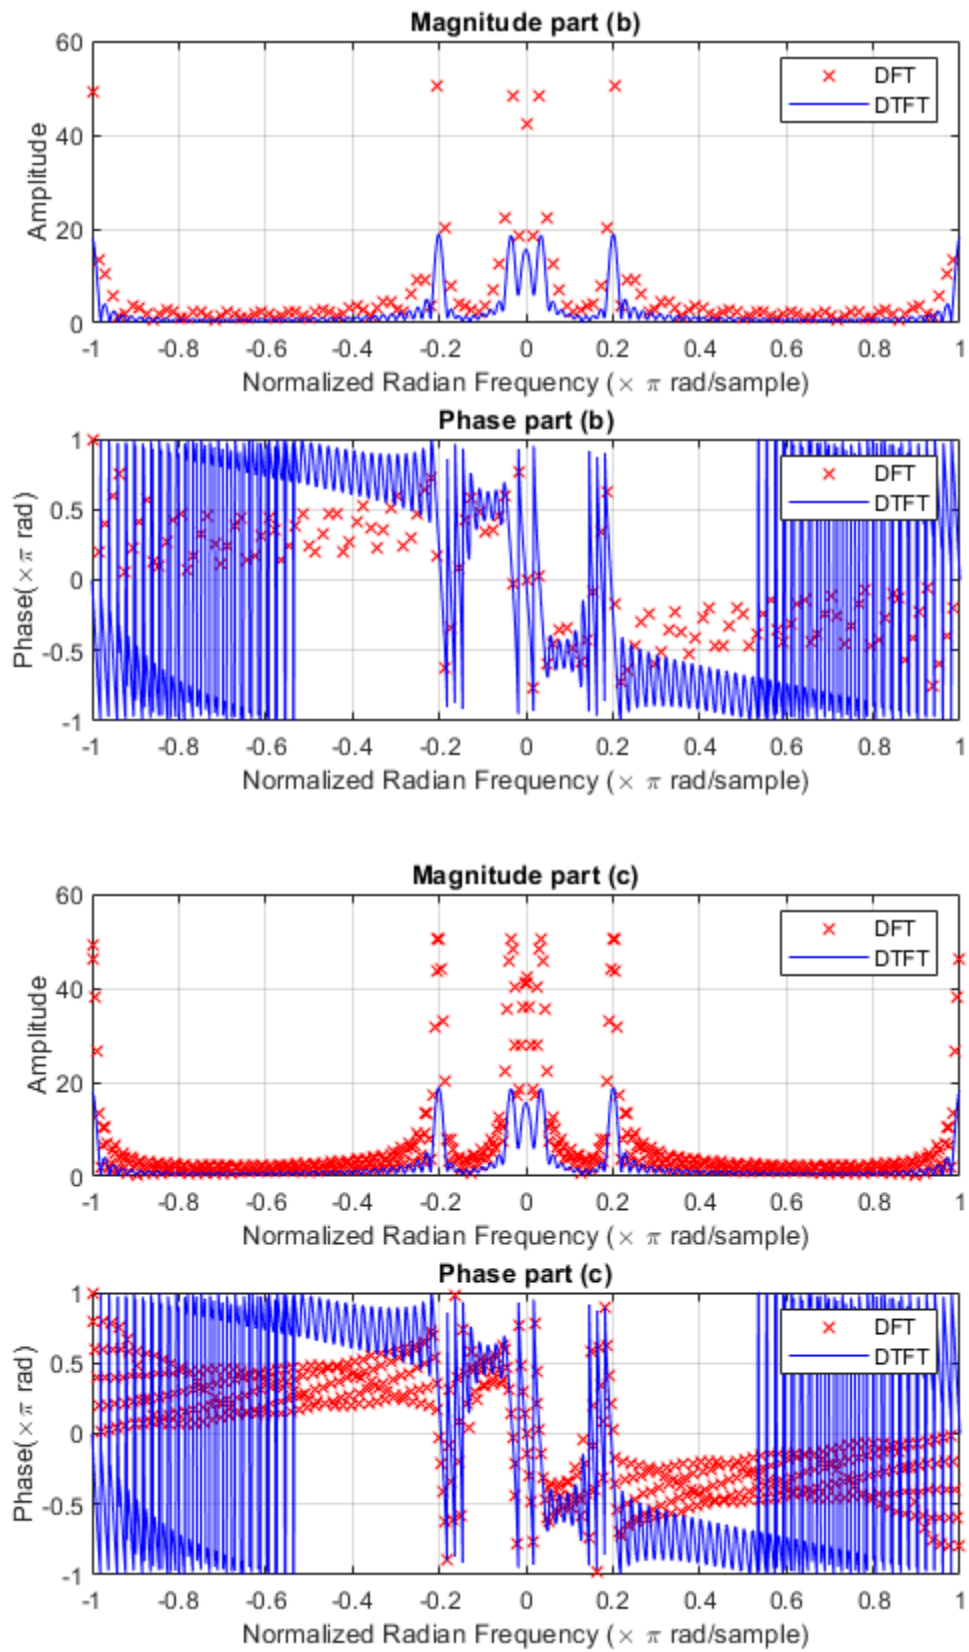 Magnitude part (b)
60
40
20
0
Amplitude
DFT
DTFT
-1 -0.8 -0.6 -0.4 -0.2 0 0.2 0.4 0.6 0.8 1
Normalized Radian Frequency (× π rad/sample)
Phase part (b)
1
0.5
0
-0.5
-1
Phase(×π rad)
DFT
DTFT
-1 -0.8 -0.6 -0.4 -0.2 0 0.2 0.4 0.6 0.8 1
Normalized Radian Frequency (× π rad/sample)
Magnitude part (c)
60
40
20
0
Amplitude
DFT
DTFT
-1 -0.8 -0.6 -0.4 -0.2 0 0.2 0.4 0.6 0.8 1
Normalized Radian Frequency (× π rad/sample)
Phase part (c)
1
0.5
0
-0.5
-1
Phase(×π rad)
DFT
DTFT
-1 -0.8 -0.6 -0.4 -0.2 0 0.2 0.4 0.6 0.8 1
Normalized Radian Frequency (× π rad/sample)